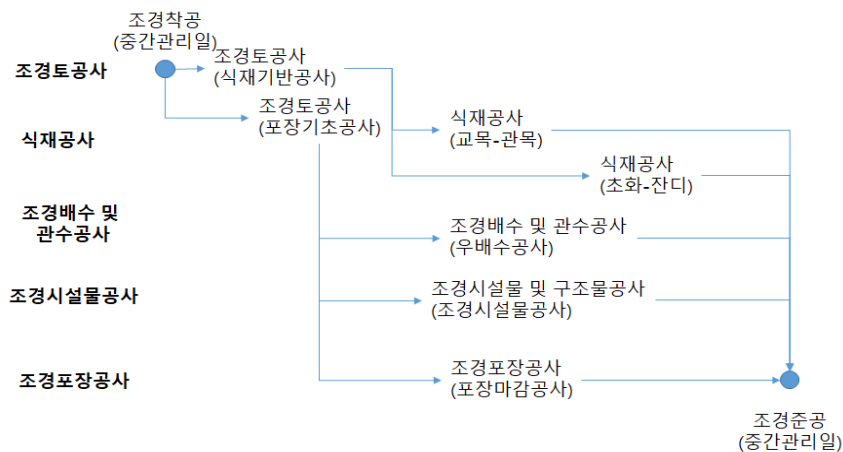 조경착공
(중간관리일)
조경토공사
조경토공사
(식재기반공사)
조경토공사
(포장기초공사)
식재공사
식재공사
(교목-관목)
식재공사
(초화-잔디)
조경배수 및
관수공사
조경배수 및 관수공사
(우배수공사)
조경시설물공사
조경시설물 및 구조물공사
(조경시설물공사)
조경포장공사
조경포장공사
(포장마감공사)
조경준공
(중간관리일)